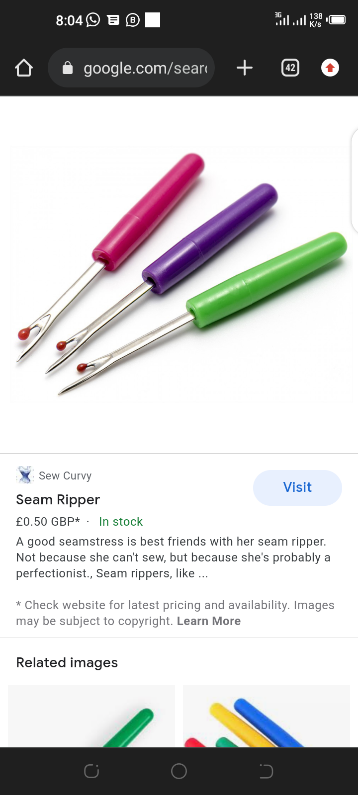 8:04
3G
138
K/s
google.com/sear
42
Sew Curvy
Visit
Seam Ripper
£0.50 GBP* · In stock
A good seamstress is best friends with her seam ripper.
Not because she can't sew, but because she's probably a
perfectionist., Seam rippers, like ...
* Check website for latest pricing and availability. Images
may be subject to copyright. Learn More
Related images